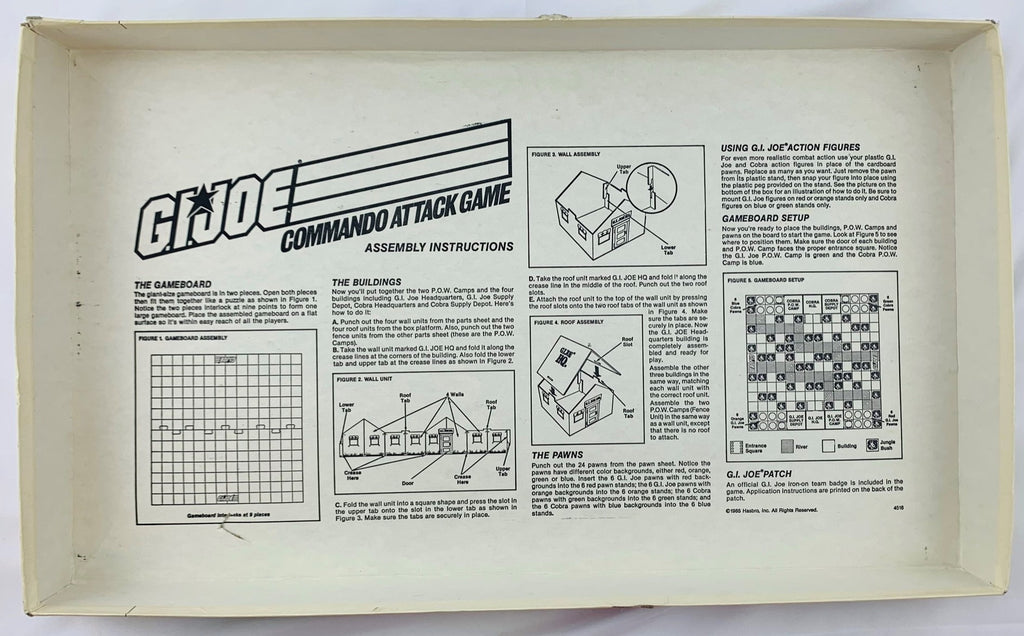 G.I.JOE
COMMANDO ATTACK GAME
ASSEMBLY INSTRUCTIONS
THE GAMEBOARD
The giant-size gameboard is in two pieces. Open both pieces
then fit them together like a puzzle as shown in Figure 1.
Notice the two pieces interlock at nine points to form one
large gameboard. Place the assembled gameboard on a flat
surface so it's within easy reach of all the players.
FIGURE 1. GAMEBOARD ASSEMBLY
Gameboard interlocks at 9 places
THE BUILDINGS
Now you'll put together the two P.O.W. Camps and the four
buildings including G.I. Joe Headquarters, G.I. Joe Supply
Depot, Cobra Headquarters and Cobra Supply Depot. Here's
how to do it:
A. Punch out the four wall units from the parts sheet and the
four roof units from the box platform. Also, punch out the two
fence units from the other parts sheet (these are the P.O.W.
Camps).
B. Take the wall unit marked G.I. JOE HQ and fold it along the
crease lines at the corners of the building. Also fold the lower
tab and upper tab at the crease lines as shown in Figure 2.
FIGURE 2. WALL UNIT
Lower
Tab
Roof
Tab
4 Walls
Roof
Tab
Crease
Here
Door
Crease
Here
Upper
Tab
C. Fold the wall unit into a square shape and press the slot in
the upper tab onto the slot in the lower tab as shown in
Figure 3. Make sure the tabs are securely in place.
FIGURE 3. WALL ASSEMBLY
Upper
Tab
Lower
Tab
D. Take the roof unit marked G.I. JOE HQ and fold it along the
crease line in the middle of the roof. Punch out the two roof
slots.
E. Attach the roof unit to the top of the wall unit by pressing
the roof slots onto the two roof tabs of the wall unit as shown
in Figure 4. Make
sure the tabs are se-
curely in place. Now
the G.I. JOE Head-
quarters building is
completely assem-
bled and ready for
play.
Assemble the other
three buildings in the
same way, matching
each wall unit with
the correct roof unit.
Assemble the two
P.O.W. Camps (Fence
Unit) in the same way
as a wall unit, except
that there is no roof
to attach.
FIGURE 4. ROOF ASSEMBLY
Roof
Slot
G.I. JOE
HQ.
Roof
Tab
THE PAWNS
Punch out the 24 pawns from the pawn sheet. Notice the
pawns have different color backgrounds, either red, orange,
green or blue. Insert the 6 G.I. Joe pawns with red back-
grounds into the 6 red pawn stands; the 6 G.I. Joe pawns with
orange backgrounds into the 6 orange stands; the 6 Cobra
pawns with green backgrounds into the 6 green stands; and
the 6 Cobra pawns with blue backgrounds into the 6 blue
stands.
USING G.I. JOE® ACTION FIGURES
For even more realistic combat action use your plastic G.I.
Joe and Cobra action figures in place of the cardboard
pawns. Replace as many as you want. Just remove the pawn
from its plastic stand, then snap your figure into place using
the plastic peg provided on the stand. See the picture on the
bottom of the box for an illustration of how to do it. Be sure to
mount G.I. Joe figures on red or orange stands only and Cobra
figures on blue or green stands only.
GAMEBOARD SETUP
Now you're ready to place the buildings, P.O.W. Camps and
pawns on the board to start the game. Look at Figure 5 to see
where to position them. Make sure the door of each building
and P.O.W. Camp faces the proper entrance square. Notice
the G.I. Joe P.O.W. Camp is green and the Cobra P.O.W.
Camp is blue.
FIGURE 5. GAMEBOARD SETUP
6
Blue
Cobra
Pawns
COBRA
P.O.W.
CAMP
COBRA
H.Q.
COBRA
SUPPLY
DEPOT
6
Green
Cobra
Pawns
6
Orange
G.I. Joe
Pawns
G.I. JOE
SUPPLY
DEPOT
G.I. JOE
H.Q.
G.I. JOE
P.O.W.
CAMP
6
Red
G.I. Joe
Pawns
Entrance
Square
River
Building
Jungle
Bush
G.I. JOE® PATCH
An official G.I. Joe iron-on team badge is included in the
game. Application instructions are printed on the back of the
patch.
©1985 Hasbro, Inc. All Rights Reserved.
4516